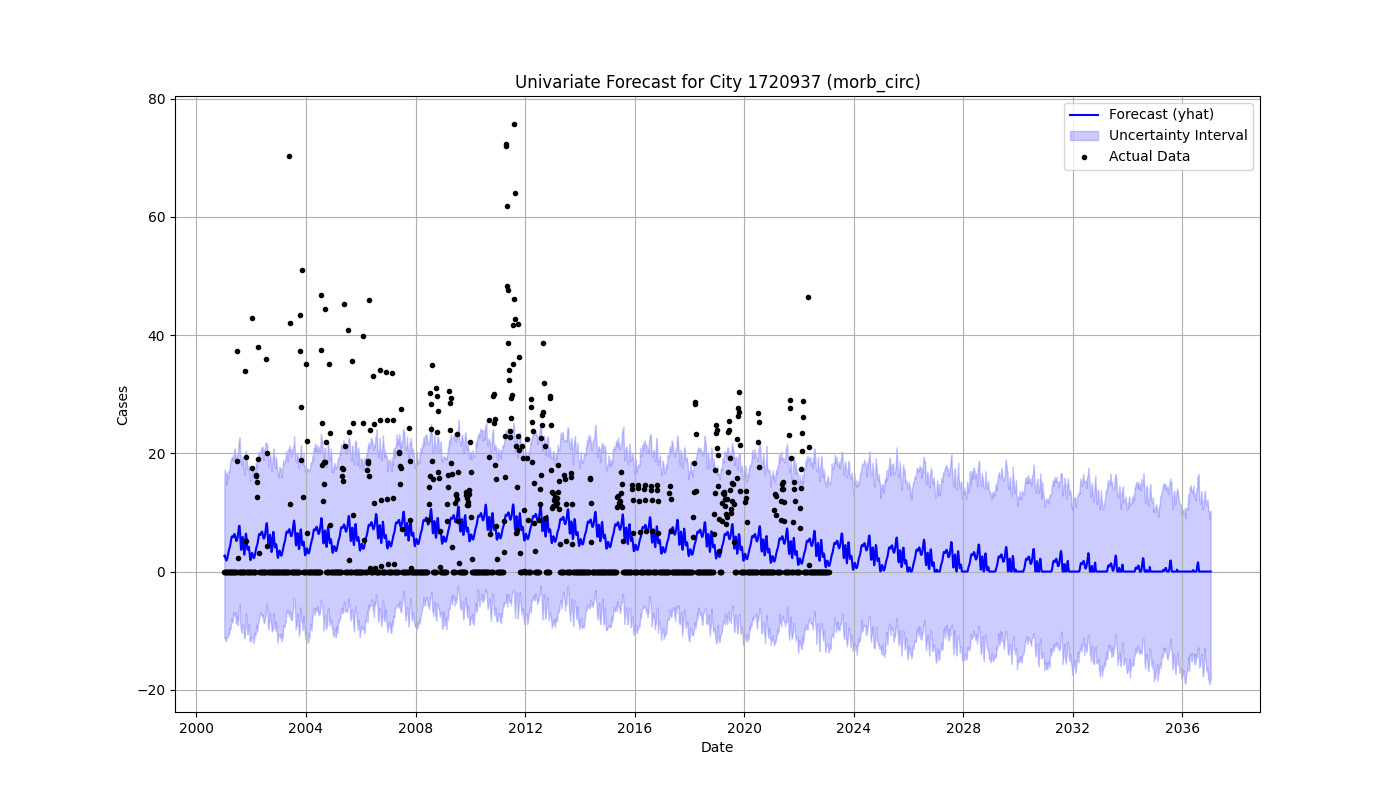 Univariate Forecast for City 1720937 (morb_circ)
Forecast (yhat)
Uncertainty Interval
Actual Data
Cases
80
60
40
20
0
−20
2000
2004
2008
2012
2016
2020
2024
2028
2032
2036
Date